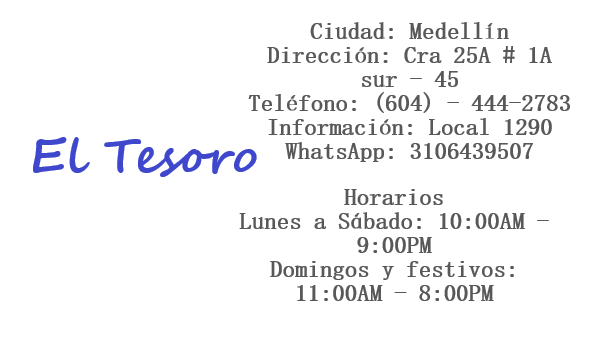 El Tesoro
Ciudad: Medellín
Dirección: Cra 25A # 1A
sur - 45
Teléfono: (604) - 444-2783
Información: Local 1290
WhatsApp: 3106439507
Horarios
Lunes a Sábado: 10:00AM -
9:00PM
Domingos y festivos:
11:00AM - 8:00PM